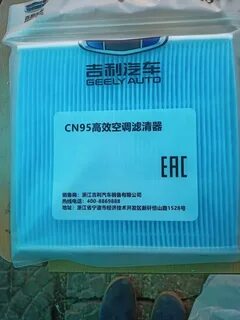 吉利汽车
GEELY AUTO
CN95高效空调滤清器
EAC
销售商：浙江吉利汽车销售有限公司
热线电话：400-8869888
地址：浙江省宁波市经济技术开发区新矸恒山路1528号